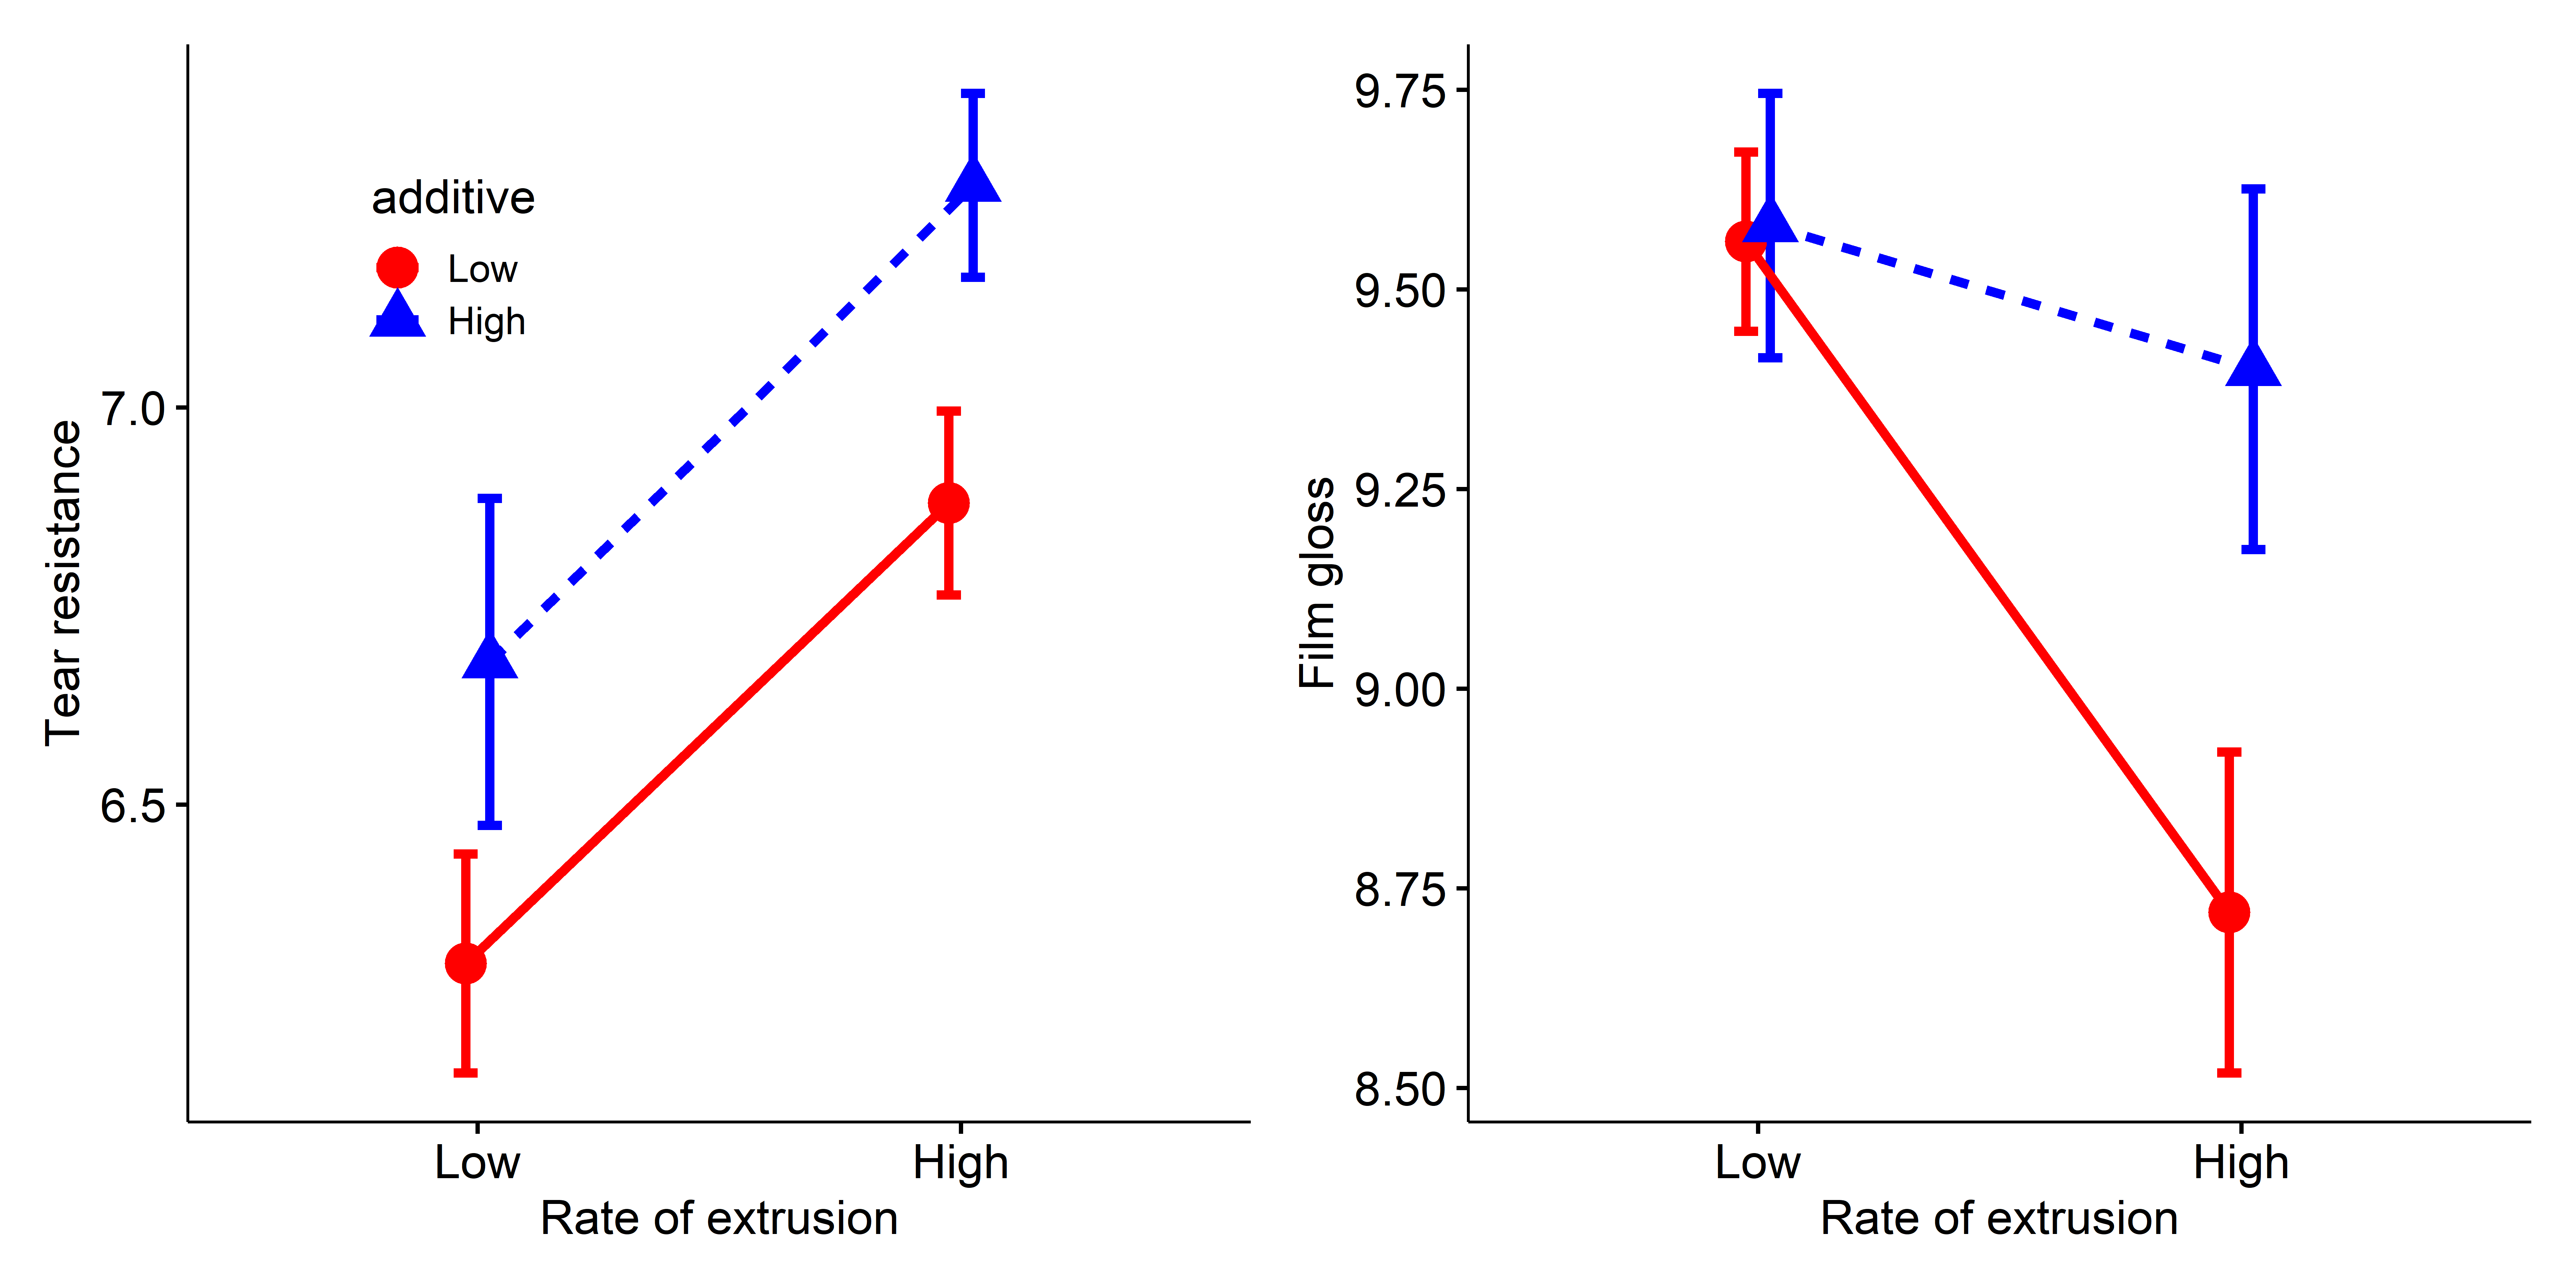 additive
Low
High
Tear resistance
7.0
6.5
Low
High
Rate of extrusion
Film gloss
9.75
9.50
9.25
9.00
8.75
8.50
Low
High
Rate of extrusion